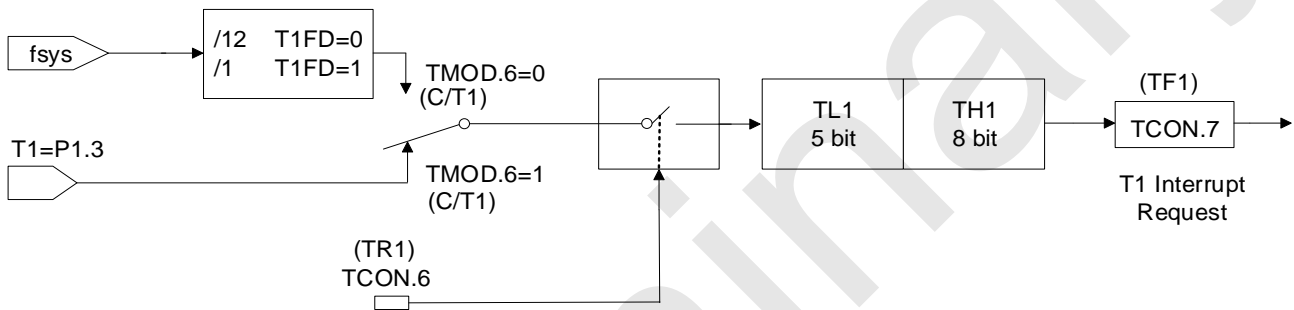 fsys
/12 T1FD=0
/1 T1FD=1
TMOD.6=0
(C/T1)
T1=P1.3
TMOD.6=1
(C/T1)
(TR1)
TCON.6
TL1
5 bit
TH1
8 bit
(TF1)
TCON.7
T1 Interrupt
Request